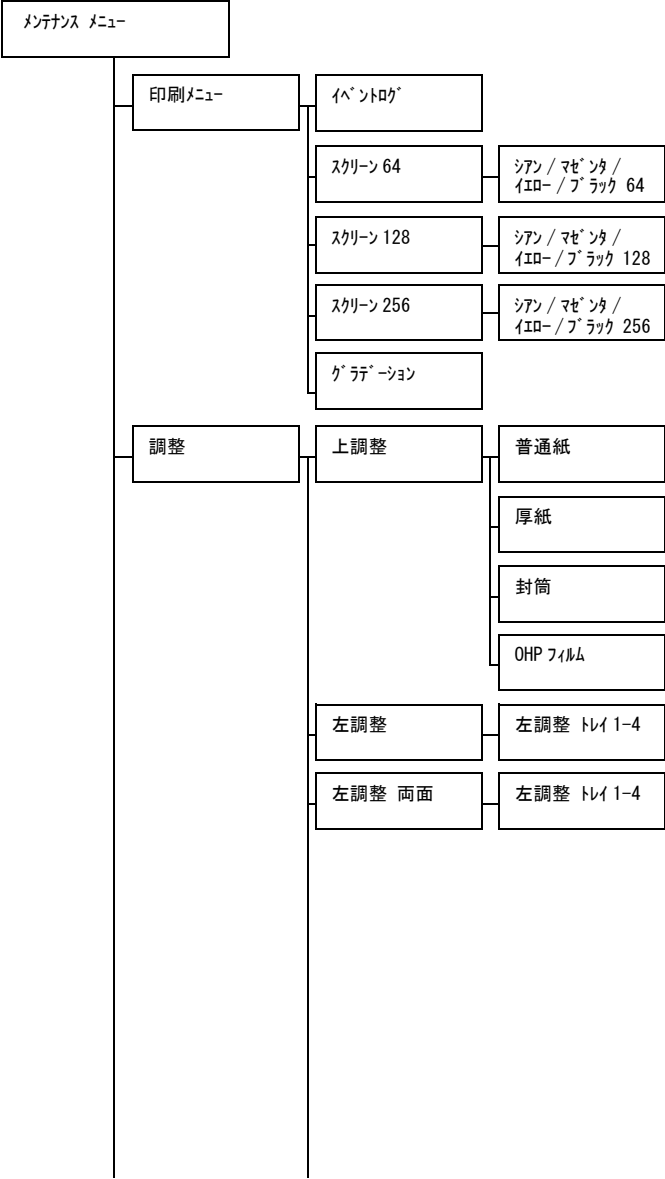 ﾒﾝﾃﾅﾝｽ ﾒﾆｭｰ
印刷ﾒﾆｭｰ
ｲﾍﾞﾝﾄﾛｸﾞ
ｽｸﾘｰﾝ 64
ｼｱﾝ / ﾏｾﾞﾝﾀ /
ｲｴﾛｰ / ﾌﾞﾗｯｸ 64
ｽｸﾘｰﾝ 128
ｼｱﾝ / ﾏｾﾞﾝﾀ /
ｲｴﾛｰ / ﾌﾞﾗｯｸ 128
ｽｸﾘｰﾝ 256
ｼｱﾝ / ﾏｾﾞﾝﾀ /
ｲｴﾛｰ / ﾌﾞﾗｯｸ 256
ｸﾞﾗﾃﾞｰｼｮﾝ
調整
上調整
普通紙
厚紙
封筒
OHP ﾌｨﾙﾑ
左調整
左調整 ﾄﾚｲ 1-4
左調整 両面
左調整 ﾄﾚｲ 1-4